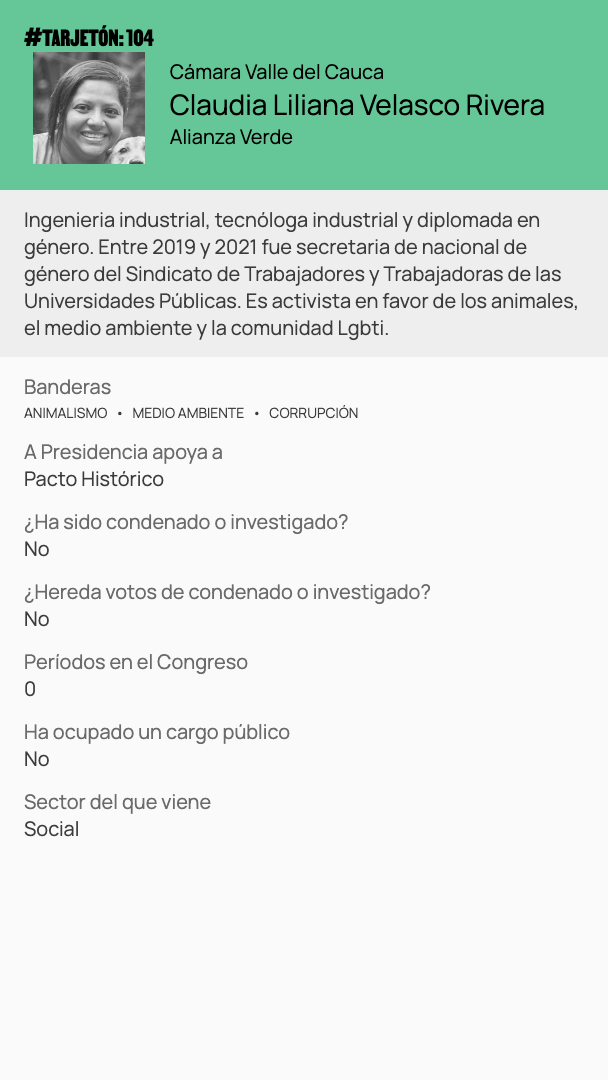 #TARJETÓN: 104
Cámara Valle del Cauca
Claudia Liliana Velasco Rivera
Alianza Verde
Ingenieria industrial, tecnóloga industrial y diplomada en
género. Entre 2019 y 2021 fue secretaria de nacional de
género del Sindicato de Trabajadores y Trabajadoras de las
Universidades Públicas. Es activista en favor de los animales,
el medio ambiente y la comunidad Lgbti.
Banderas
ANIMALISMO • MEDIO AMBIENTE • CORRUPCIÓN
A Presidencia apoya a
Pacto Histórico
¿Ha sido condenado o investigado?
No
¿Hereda votos de condenado o investigado?
No
Períodos en el Congreso
0
Ha ocupado un cargo público
No
Sector del que viene
Social